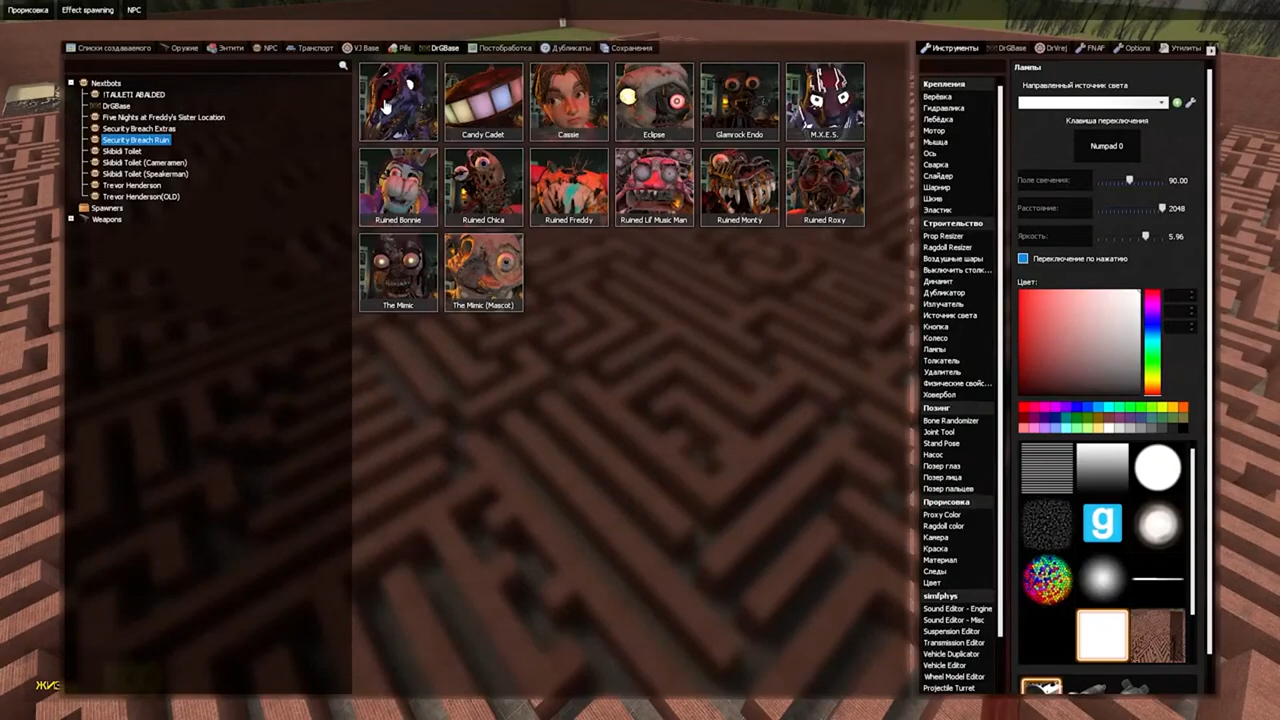 Прорисовка Effect spawning NPC
Списки создаваемого Оружие Энтити NPC Транспорт VJ Base Pills DrGBase Постобработка Дубликаты Сохранения
Инструменты DrGBase DrVrej FNAF Options Утилиты
Nextbots
!TAULETI ABALDED
DrGBase
Five Nights at Freddy's Sister Location
Security Breach Extras
Security Breach Ruin
Skibidi Toilet
Skibidi Toilet (Cameramen)
Skibidi Toilet (Speakerman)
Trevor Henderson
Trevor Henderson(OLD)
Spawners
Weapons
Candy Cadet
Cassie
Eclipse
Glamrock Endo
M.X.E.S.
Ruined Bonnie
Ruined Chica
Ruined Freddy
Ruined Lil' Music Man
Ruined Monty
Ruined Roxy
The Mimic
The Mimic (Mascot)
Крепления
Верёвка
Гидравлика
Лебёдка
Мотор
Мышца
Ось
Сварка
Слайдер
Шарнир
Шкив
Эластик
Строительство
Prop Resizer
Ragdoll Resizer
Воздушные шары
Выключить столк...
Динамит
Дубликатор
Излучатель
Источник света
Кнопка
Колесо
Лампы
Толкатель
Удалитель
Физические свойс...
Ховербол
Позинг
Bone Randomizer
Joint Tool
Stand Pose
Насос
Позер глаз
Позер лица
Позер пальцев
Прорисовка
Proxy Color
Ragdoll color
Камера
Краска
Материал
Следы
Цвет
simfphys
Sound Editor - Engine
Sound Editor - Misc
Suspension Editor
Transmission Editor
Vehicle Duplicator
Vehicle Editor
Wheel Model Editor
Projectile Turret
Лампы
Направленный источник света
Клавиша переключения
Numpad 0
Поле свечения: 90.00
Расстояние: 2048
Яркость: 5.96
Переключение по нажатию
Цвет:
g
ЖИЗ